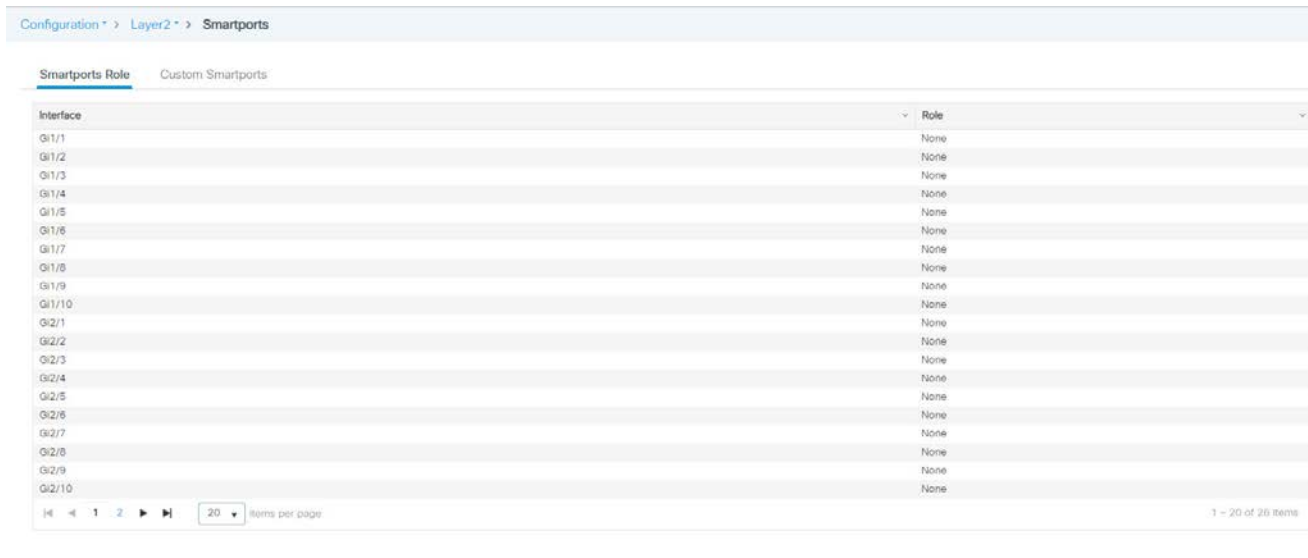 Configuration > Layer2 > Smartports
Smartports Role Custom Smartports
Interface Role
Gi1/1 None
Gi1/2 None
Gi1/3 None
Gi1/4 None
Gi1/5 None
Gi1/6 None
Gi1/7 None
Gi1/8 None
Gi1/9 None
Gi1/10 None
Gi2/1 None
Gi2/2 None
Gi2/3 None
Gi2/4 None
Gi2/5 None
Gi2/6 None
Gi2/7 None
Gi2/8 None
Gi2/9 None
Gi2/10 None
1 2 20 items per page 1 – 20 of 26 items